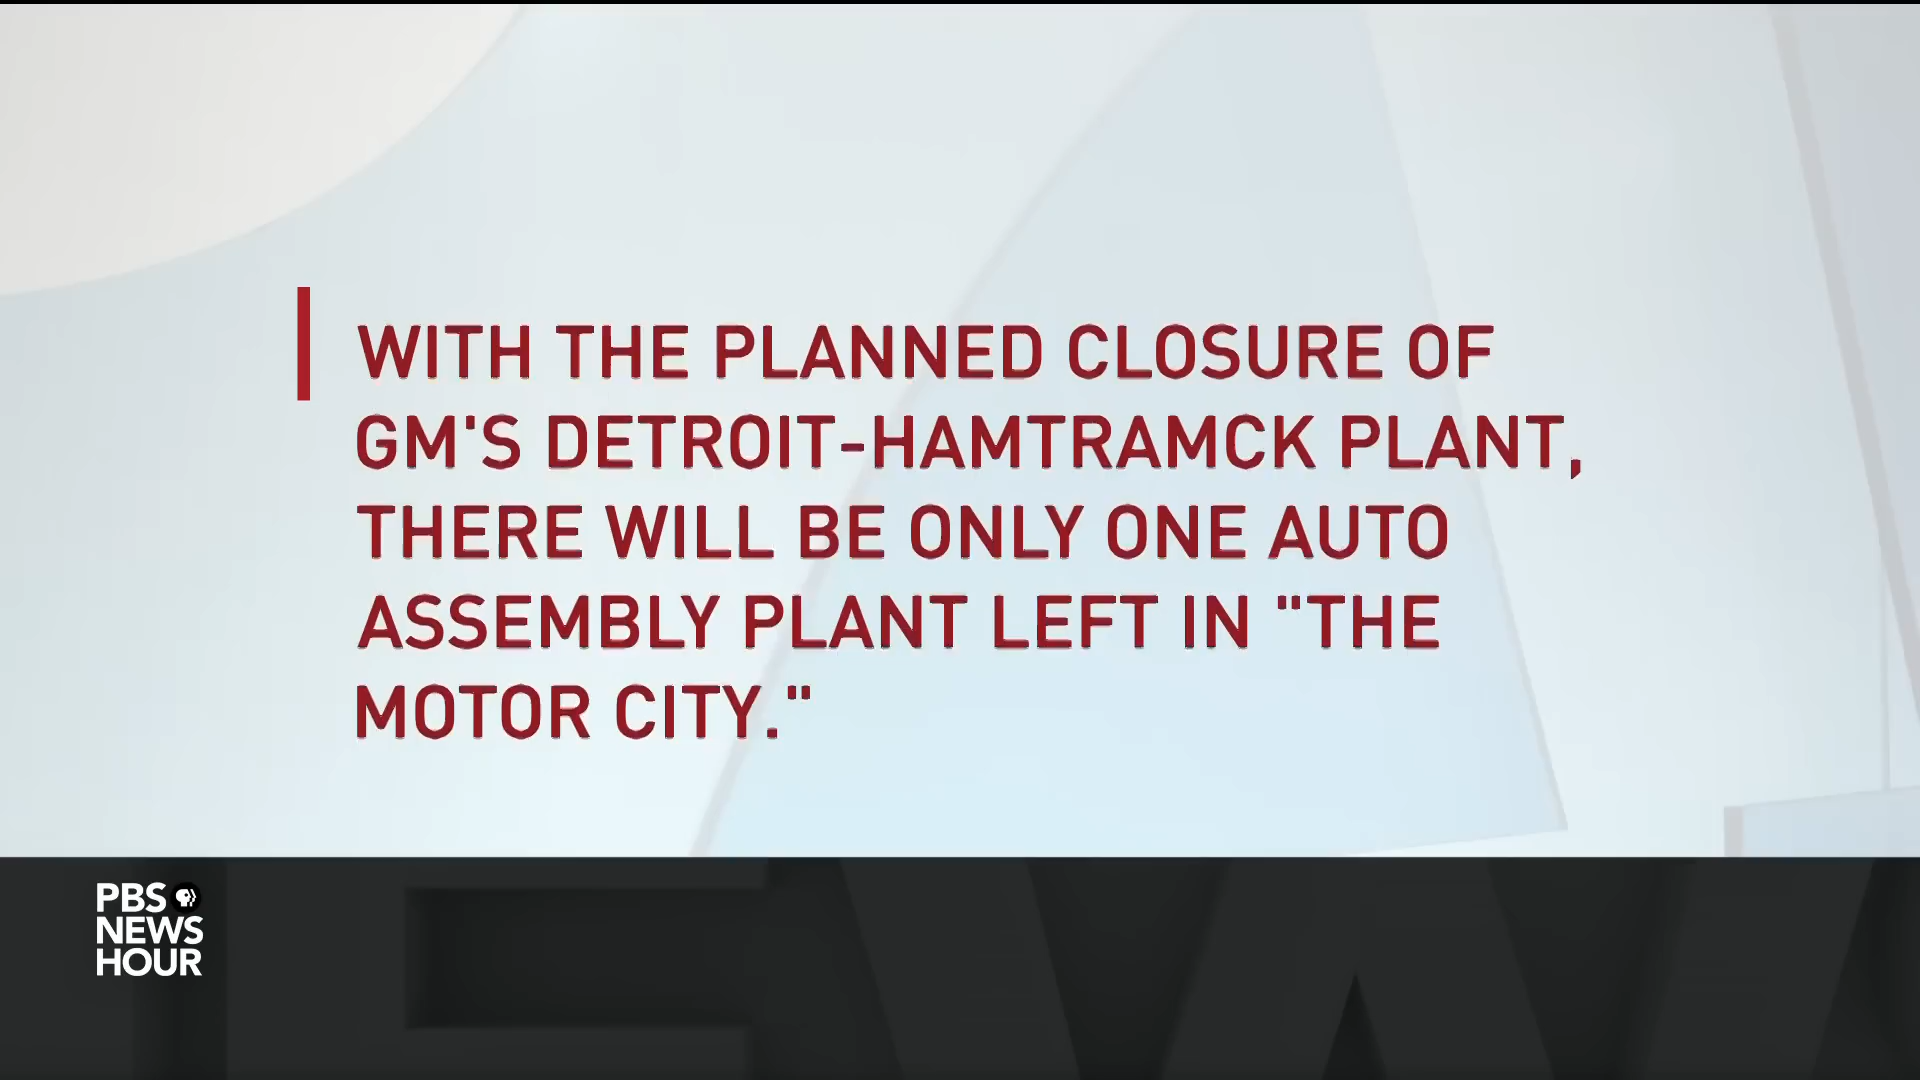 WITH THE PLANNED CLOSURE OF
GM'S DETROIT-HAMTRAMCK PLANT,
THERE WILL BE ONLY ONE AUTO
ASSEMBLY PLANT LEFT IN "THE
MOTOR CITY."
PBS
NEWS
HOUR